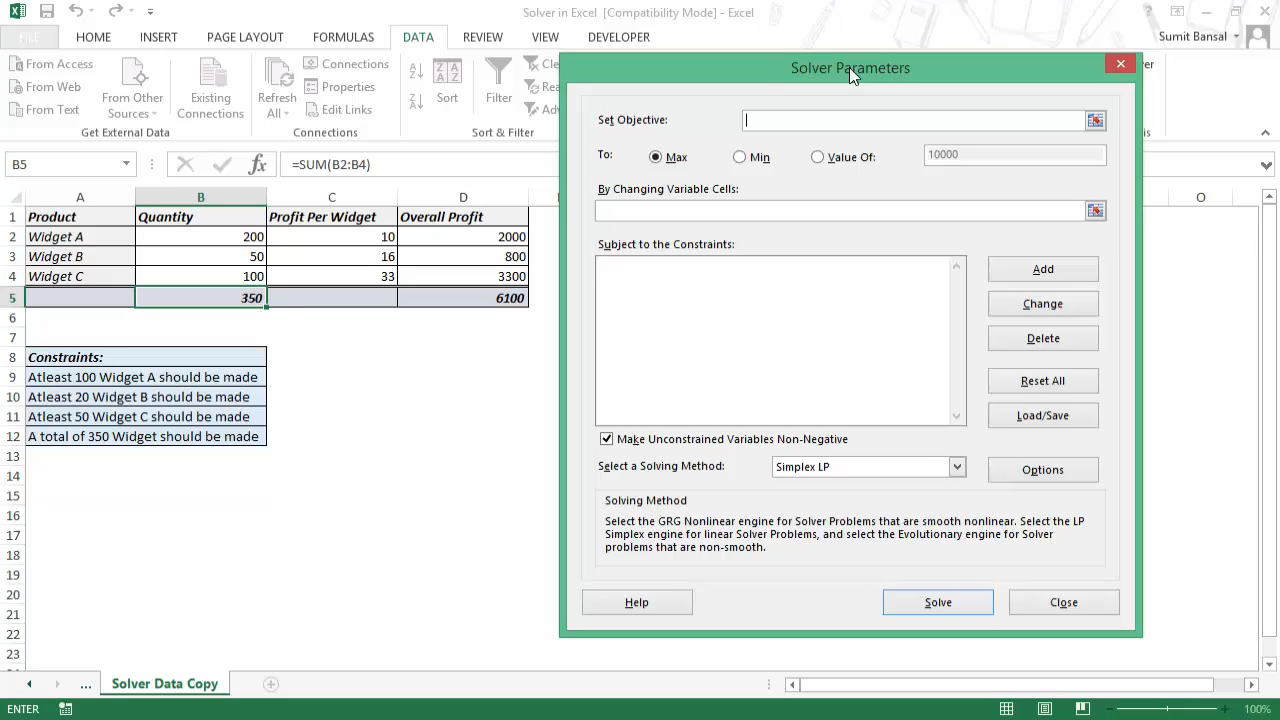 Solver in Excel [Compatibility Mode] - Excel
FILE HOME INSERT PAGE LAYOUT FORMULAS DATA REVIEW VIEW DEVELOPER Sumit Bansal
From Access
From Web
From Text
From Other Sources
Existing Connections
Get External Data
Refresh All
Connections
Properties
Edit Links
Connections
Sort
Filter
Sort & Filter
B5 =SUM(B2:B4)
A B C D O
1 Product Quantity Profit Per Widget Overall Profit
2 Widget A 200 10 2000
3 Widget B 50 16 800
4 Widget C 100 33 3300
5 350 6100
6
7
8 Constraints:
9 Atleast 100 Widget A should be made
10 Atleast 20 Widget B should be made
11 Atleast 50 Widget C should be made
12 A total of 350 Widget should be made
13
14
15
16
17
18
19
20
21
22
23
Solver Parameters
Set Objective:
To: Max Min Value Of: 10000
By Changing Variable Cells:
Subject to the Constraints:
Add
Change
Delete
Reset All
Load/Save
Make Unconstrained Variables Non-Negative
Select a Solving Method: Simplex LP Options
Solving Method
Select the GRG Nonlinear engine for Solver Problems that are smooth nonlinear. Select the LP
Simplex engine for linear Solver Problems, and select the Evolutionary engine for Solver
problems that are non-smooth.
Help Solve Close
... Solver Data Copy
ENTER 100%